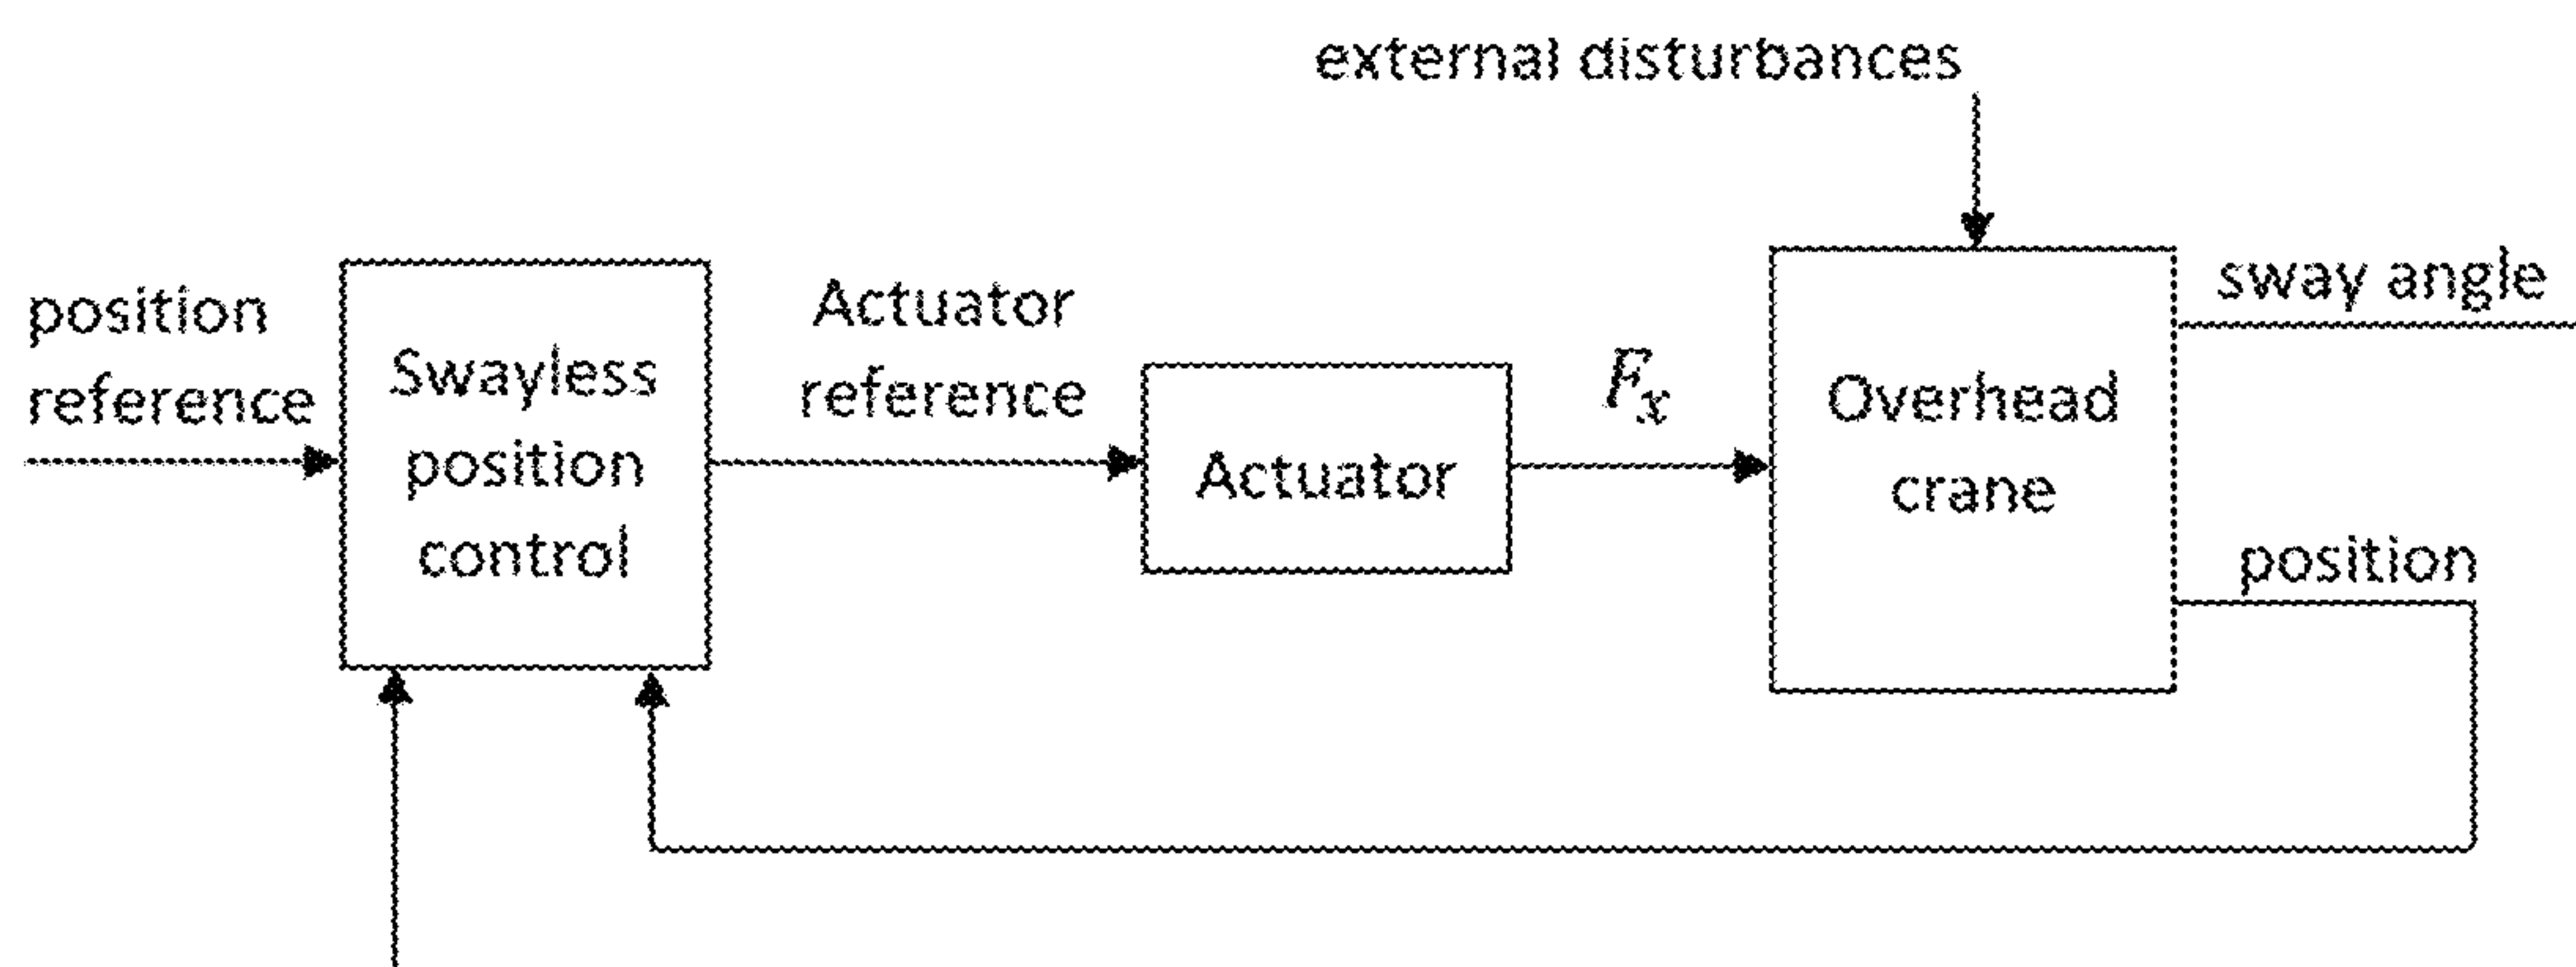 external disturbances
position
reference
Swayless
position
control
Actuator
reference
Actuator
F_x
Overhead
crane
sway angle
position